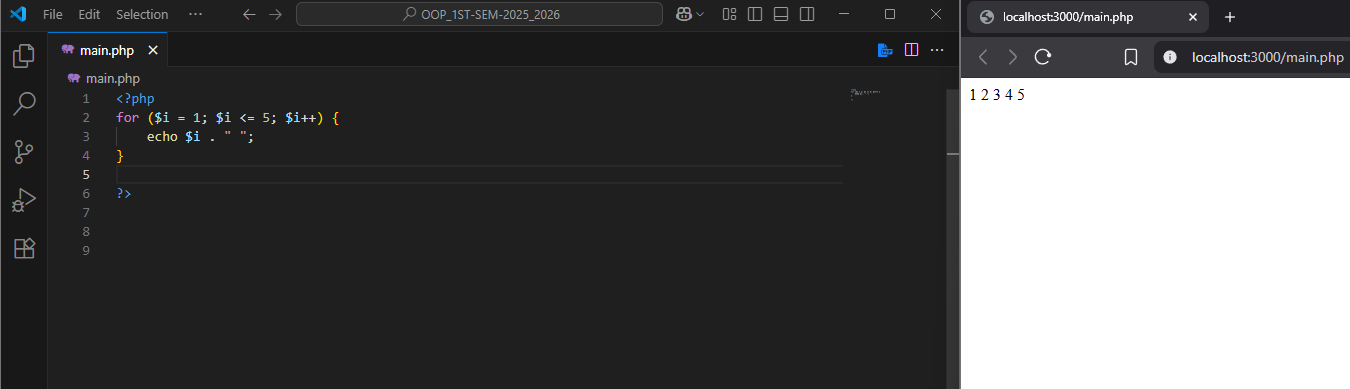 File Edit Selection ··· OOP_1ST-SEM-2025_2026
main.php
main.php
1 <?php
2 for ($i = 1; $i <= 5; $i++) {
3     echo $i . " ";
4 }
5
6 ?>
7
8
9
localhost:3000/main.php
localhost:3000/main.php
1 2 3 4 5